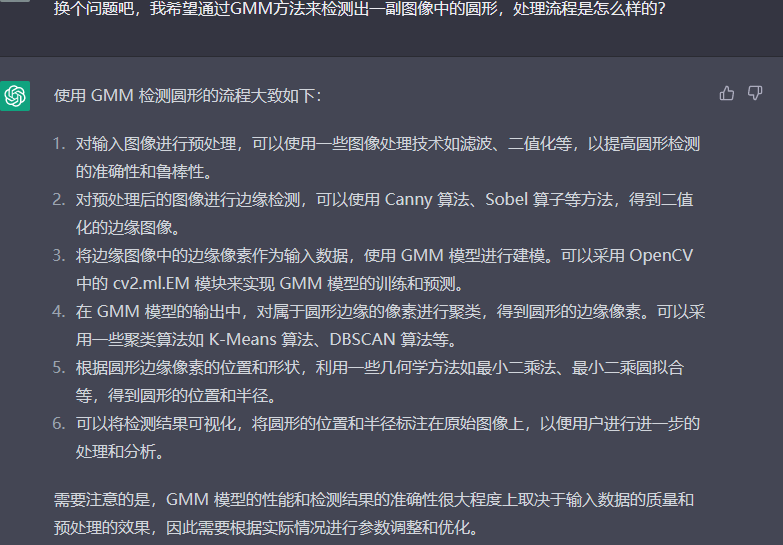 换个问题吧，我希望通过GMM方法来检测出一副图像中的圆形，处理流程是怎么样的？
使用 GMM 检测圆形的流程大致如下：
1. 对输入图像进行预处理，可以使用一些图像处理技术如滤波、二值化等，以提高圆形检测
的准确性和鲁棒性。
2. 对预处理后的图像进行边缘检测，可以使用 Canny 算法、Sobel 算子等方法，得到二值
化的边缘图像。
3. 将边缘图像中的边缘像素作为输入数据，使用 GMM 模型进行建模。可以采用 OpenCV
中的 cv2.ml.EM 模块来实现 GMM 模型的训练和预测。
4. 在 GMM 模型的输出中，对属于圆形边缘的像素进行聚类，得到圆形的边缘像素。可以采
用一些聚类算法如 K-Means 算法、DBSCAN 算法等。
5. 根据圆形边缘像素的位置和形状，利用一些几何学方法如最小二乘法、最小二乘圆拟合
等，得到圆形的位置和半径。
6. 可以将检测结果可视化，将圆形的位置和半径标注在原始图像上，以便用户进行进一步的
处理和分析。
需要注意的是，GMM 模型的性能和检测结果的准确性很大程度上取决于输入数据的质量和
预处理的效果，因此需要根据实际情况进行参数调整和优化。